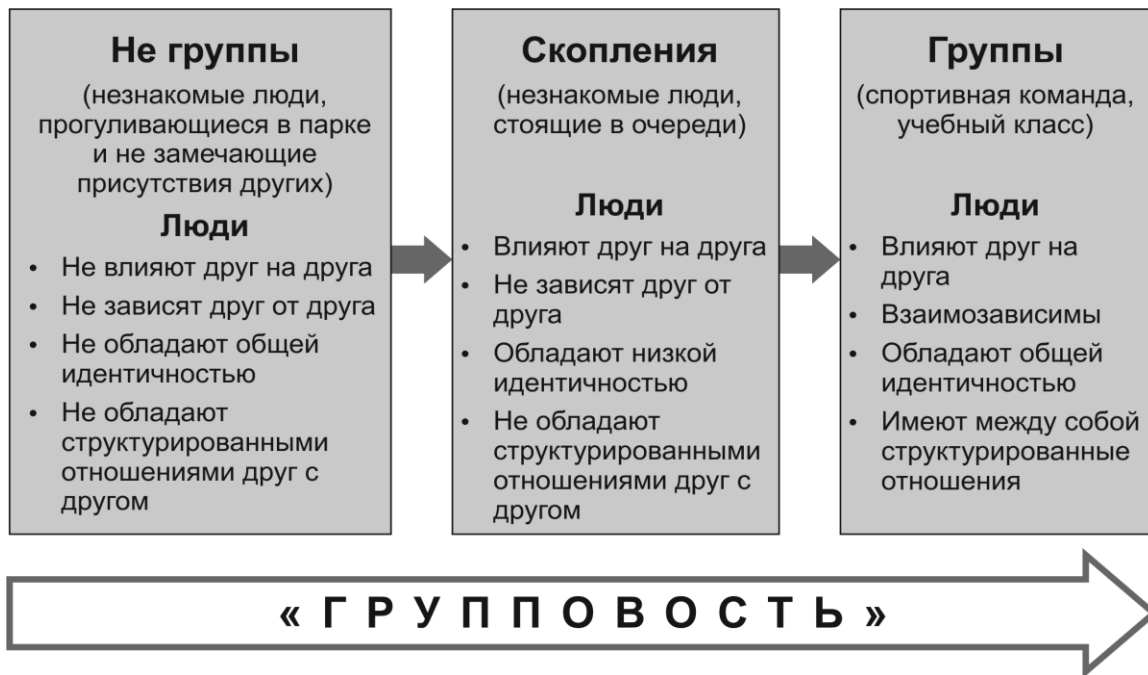 Не группы
(незнакомые люди,
прогуливающиеся в парке
и не замечающие
присутствия других)
Люди
• Не влияют друг на друга
• Не зависят друг от друга
• Не обладают общей
идентичностью
• Не обладают
структурированными
отношениями друг с
другом
Скопления
(незнакомые люди,
стоящие в очереди)
Люди
• Влияют друг на друга
• Не зависят друг от
друга
• Обладают низкой
идентичностью
• Не обладают
структурированными
отношениями друг с
другом
Группы
(спортивная команда,
учебный класс)
Люди
• Влияют друг на
друга
• Взаимозависимы
• Обладают общей
идентичностью
• Имеют между собой
структурированные
отношения
« Г Р У П П О В О С Т Ь »